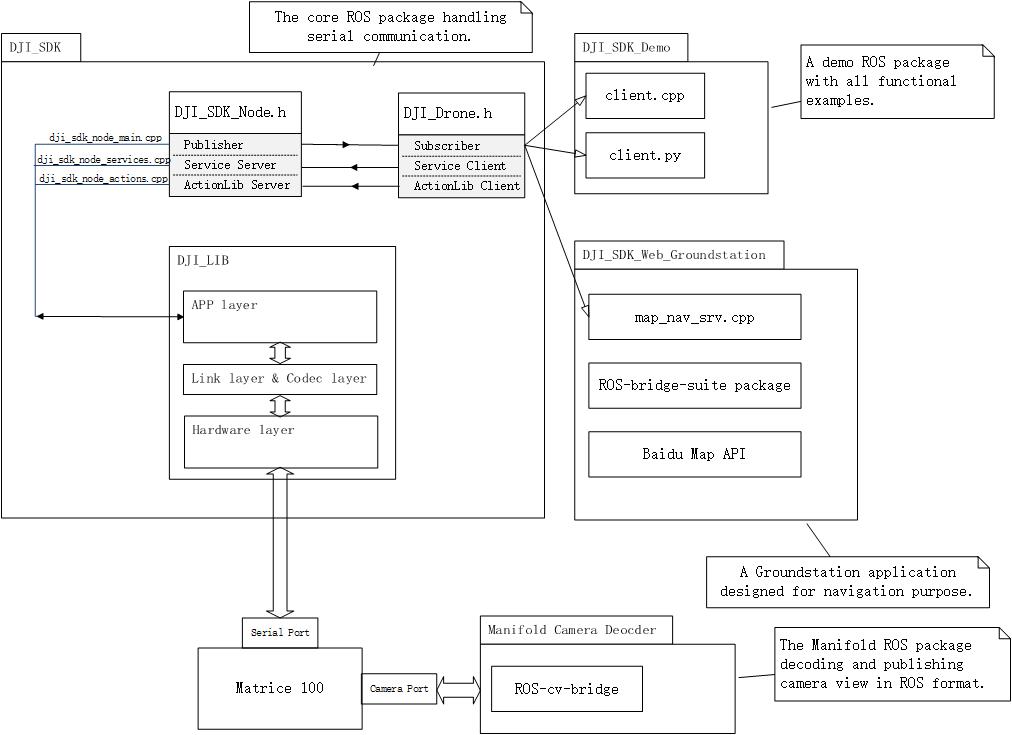 The core ROS package handling
serial communication.
DJI_SDK
DJI_SDK_Demo
A demo ROS package
with all functional
examples.
client.cpp
client.py
DJI_SDK_Node.h
Publisher
Service Server
ActionLib Server
DJI_Drone.h
Subscriber
Service Client
ActionLib Client
dji_sdk_node_main.cpp
dji_sdk_node_services.cpp
dji_sdk_node_actions.cpp
DJI_LIB
APP layer
Link layer & Codec layer
Hardware layer
DJI_SDK_Web_Groundstation
map_nav_srv.cpp
ROS-bridge-suite package
Baidu Map API
A Groundstation application
designed for navigation purpose.
Serial Port
Matrice 100
Camera Port
Manifold Camera Deocder
ROS-cv-bridge
The Manifold ROS package
decoding and publishing
camera view in ROS format.